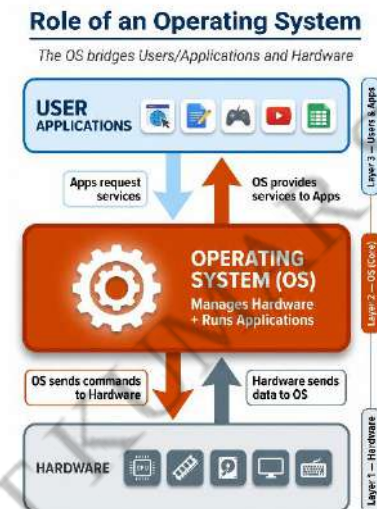 Role of an Operating System
The OS bridges Users/Applications and Hardware
USER
APPLICATIONS
Layer 3 — Users & Apps
Apps request
services
OS provides
services to Apps
OPERATING
SYSTEM (OS)
Manages Hardware
+ Runs Applications
Layer 2 — OS (Core)
OS sends commands
to Hardware
Hardware sends
data to OS
HARDWARE
CPU
Layer 1 — Hardware